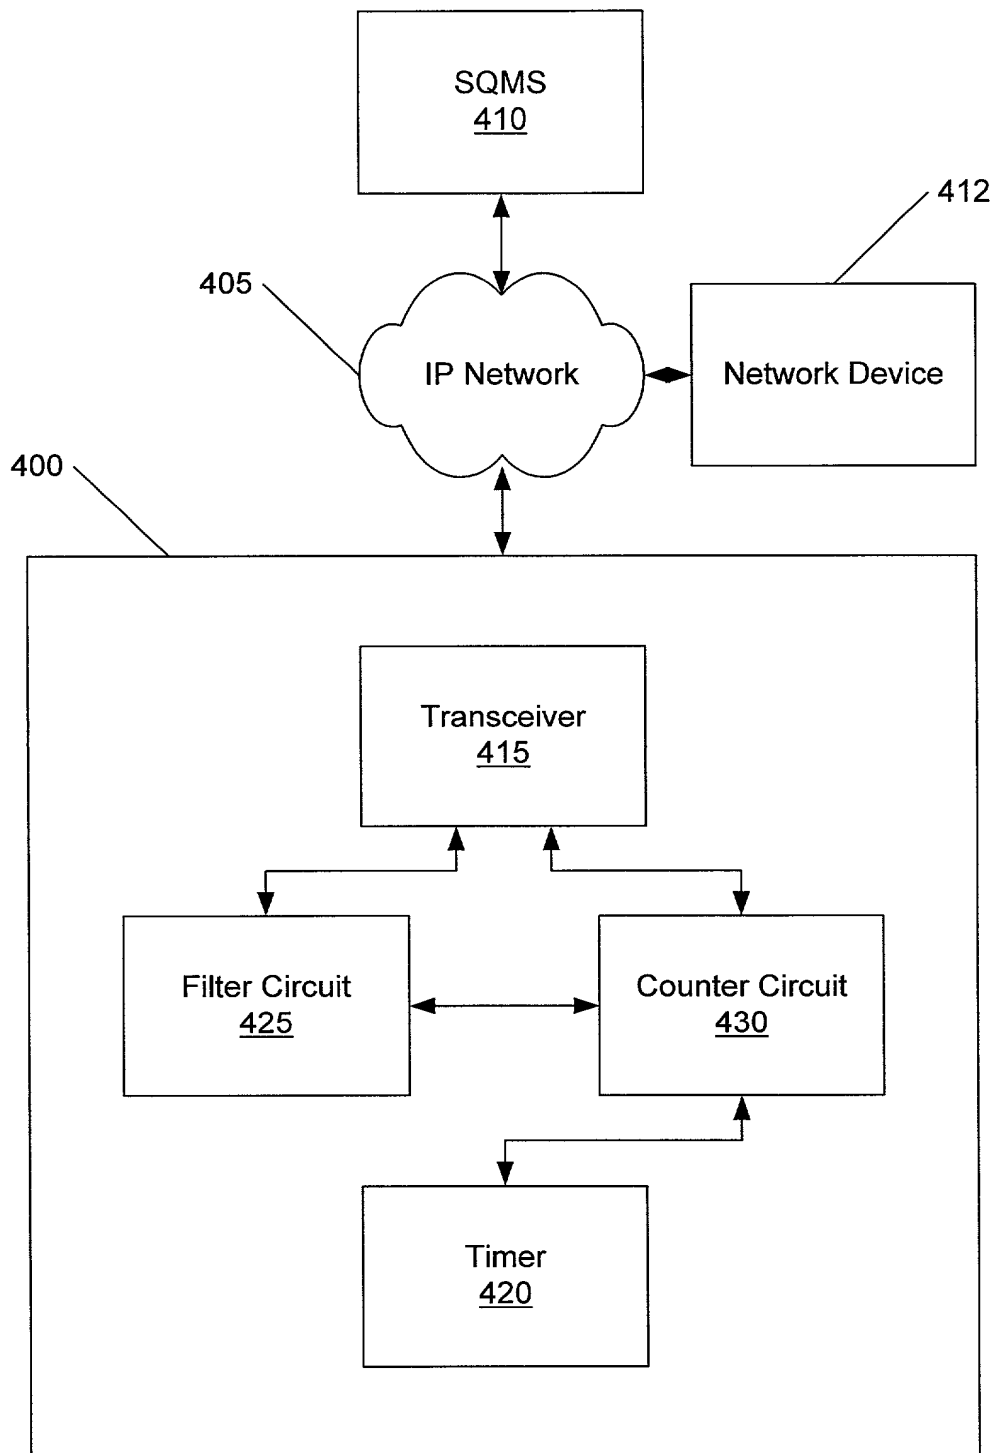 SQMS
410
412
405
IP Network
Network Device
400
Transceiver
415
Filter Circuit
425
Counter Circuit
430
Timer
420